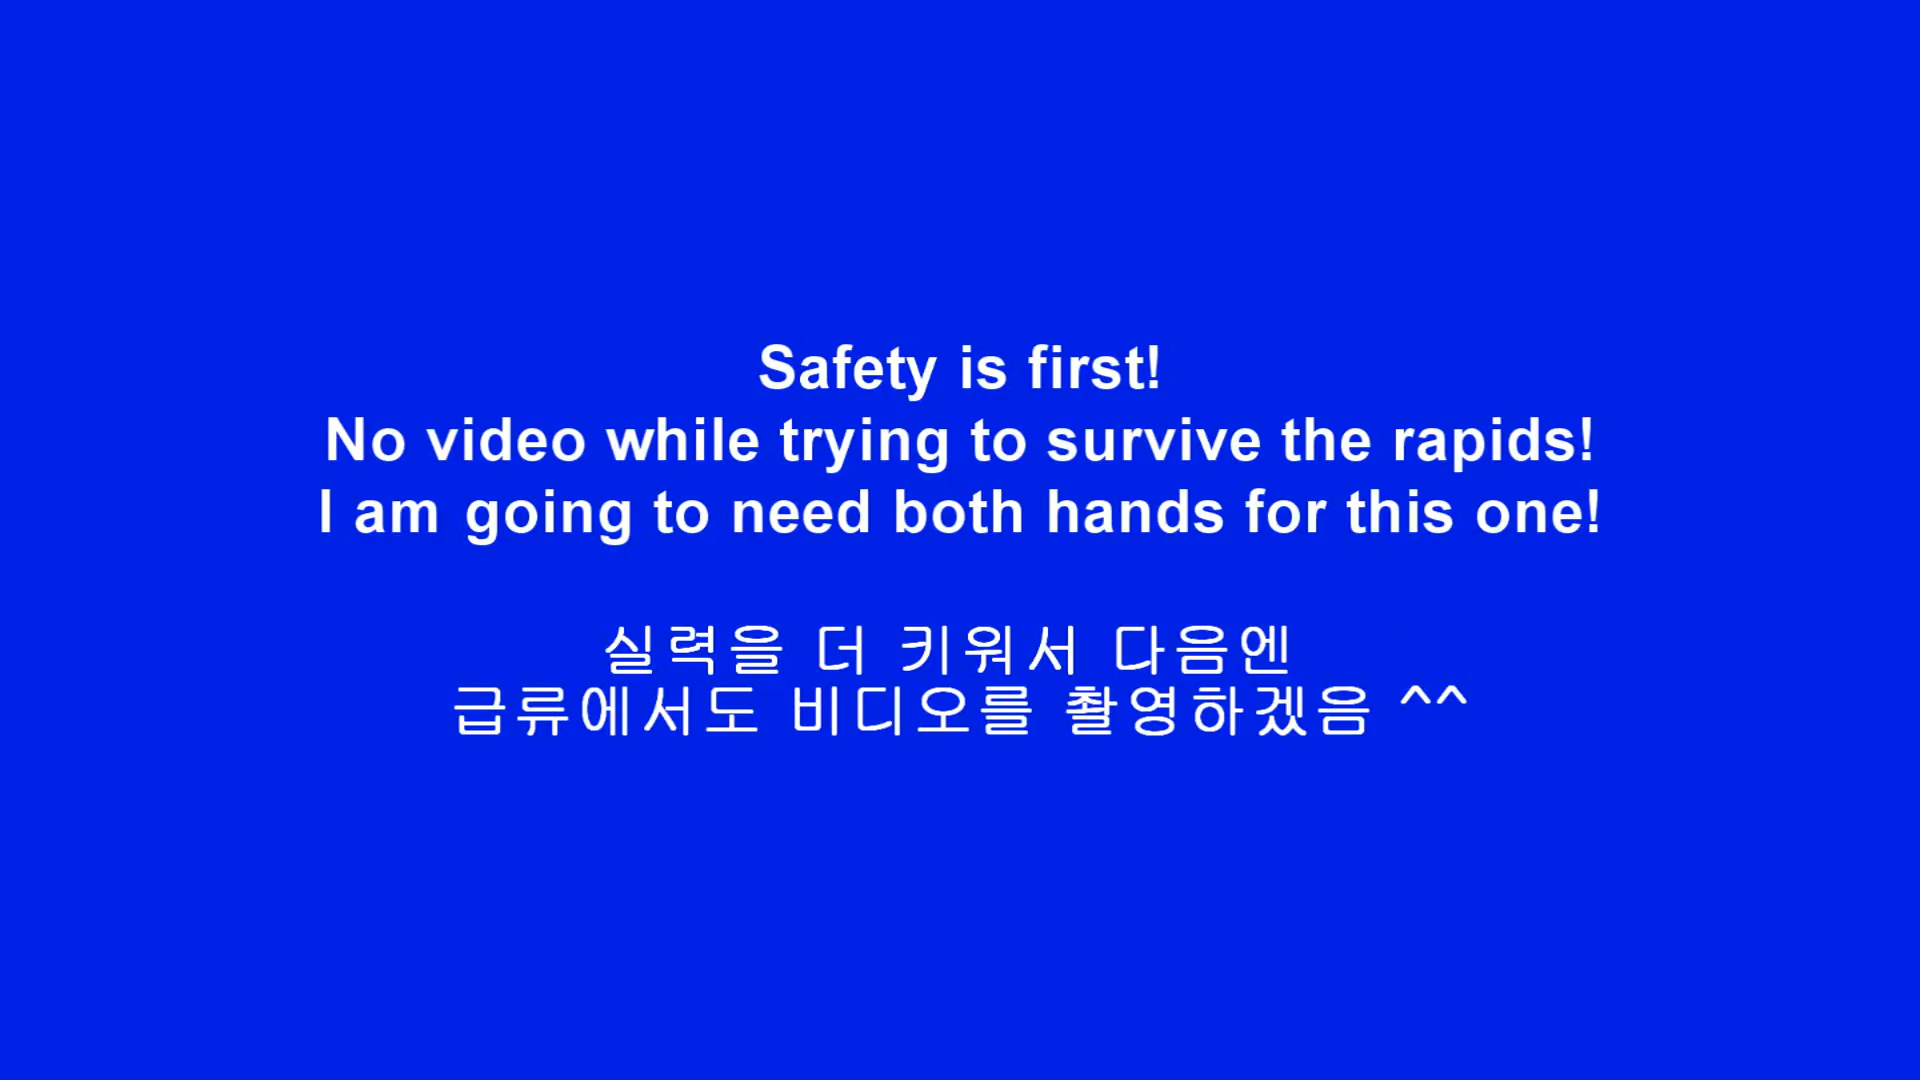 Safety is first!
No video while trying to survive the rapids!
I am going to need both hands for this one!
실력을 더 키워서 다음엔
급류에서도 비디오를 촬영하겠음 ^^